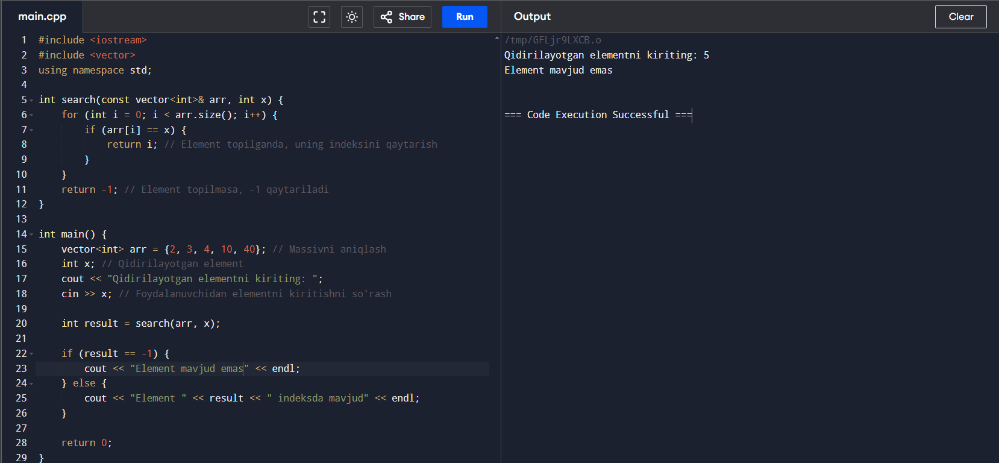 main.cpp
Share
Run
Output
Clear
1 #include <iostream>
2 #include <vector>
3 using namespace std;
4
5 int search(const vector<int>& arr, int x) {
6     for (int i = 0; i < arr.size(); i++) {
7         if (arr[i] == x) {
8             return i; // Element topilganda, uning indeksini qaytarish
9         }
10     }
11     return -1; // Element topilmasa, -1 qaytariladi
12 }
13
14 int main() {
15     vector<int> arr = {2, 3, 4, 10, 40}; // Massivni aniqlash
16     int x; // Qidirilayotgan element
17     cout << "Qidirilayotgan elementni kiriting: ";
18     cin >> x; // Foydalanuvchidan elementni kiritishni so'rash
19
20     int result = search(arr, x);
21
22     if (result == -1) {
23         cout << "Element mavjud emas" << endl;
24     } else {
25         cout << "Element " << result << " indeksda mavjud" << endl;
26     }
27
28     return 0;
29 }
/tmp/GFLjr9LXCB.o
Qidirilayotgan elementni kiriting: 5
Element mavjud emas
=== Code Execution Successful ===